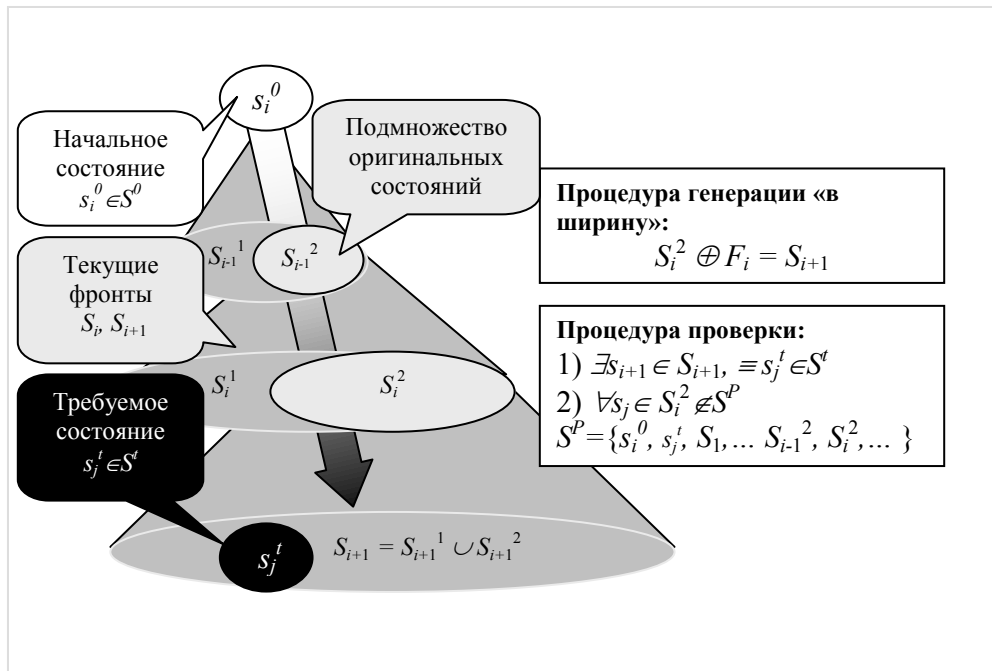 s_i^0
Начальное
состояние
s_i^0 ∈S^0
Подмножество
оригинальных
состояний
Процедура генерации «в
ширину»:
S_i^2 ⊕ F_i = S_{i+1}
S_{i-1}^1
S_{i-1}^2
Текущие
фронты
S_i, S_{i+1}
Процедура проверки:
1) ∃s_{i+1} ∈ S_{i+1}, ≡ s_j^t ∈S^t
2) ∀s_j ∈ S_i^2 ∉S^P
S^P={s_i^0, s_j^t, S_1,… S_{i-1}^2, S_i^2,… }
S_i^1
S_i^2
Требуемое
состояние
s_j^t ∈S^t
s_j^t
S_{i+1} = S_{i+1}^1 ∪ S_{i+1}^2